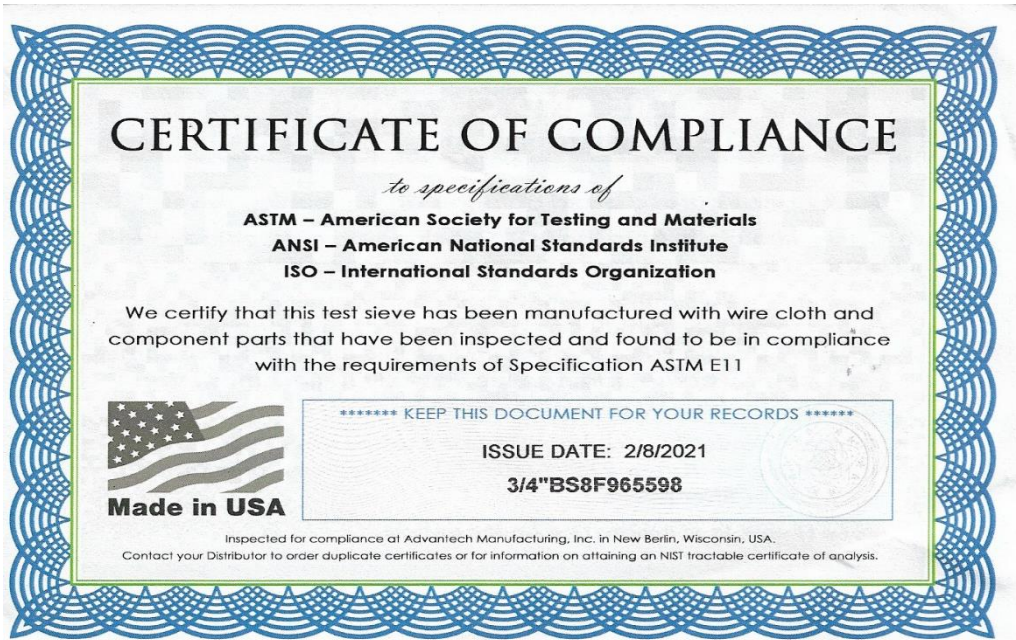 CERTIFICATE OF COMPLIANCE
to specifications of
ASTM – American Society for Testing and Materials
ANSI – American National Standards Institute
ISO – International Standards Organization
We certify that this test sieve has been manufactured with wire cloth and
component parts that have been inspected and found to be in compliance
with the requirements of Specification ASTM E11
******* KEEP THIS DOCUMENT FOR YOUR RECORDS ******
ISSUE DATE: 2/8/2021
3/4"BS8F965598
Made in USA
Inspected for compliance at Advantech Manufacturing, Inc. in New Berlin, Wisconsin, USA.
Contact your Distributor to order duplicate certificates or for information on attaining an NIST tractable certificate of analysis.